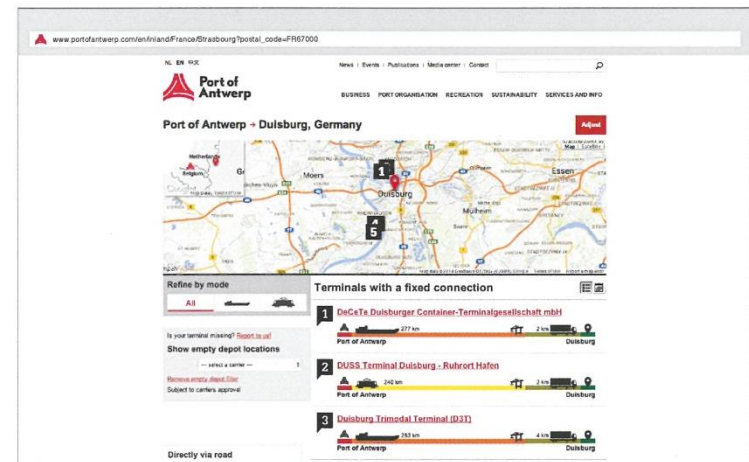 www.portofantwerp.com/en/inland/France/Strasbourg?postal_code=FR67000
NL EN 中文
News | Events | Publications | Media center | Contact
Port of
Antwerp
BUSINESS PORT ORGANISATION RECREATION SUSTAINABILITY SERVICES AND INFO
Port of Antwerp → Duisburg, Germany
Adjust
Map Satellite
Netherlands
Belgium
Moers
Duisburg
Essen
Mülheim
1
4
5
Refine by mode
All
Is your terminal missing? Report to us!
Show empty depot locations
-- select a carrier --
Remove empty depot filter
Subject to carriers approval
Directly via road
Terminals with a fixed connection
1 DeCeTe Duisburger Container-Terminalgesellschaft mbH
277 km 2 km
Port of Antwerp Duisburg
2 DUSS Terminal Duisburg - Ruhrort Hafen
240 km 2 km
Port of Antwerp Duisburg
3 Duisburg Trimodal Terminal (D3T)
283 km 4 km
Port of Antwerp Duisburg